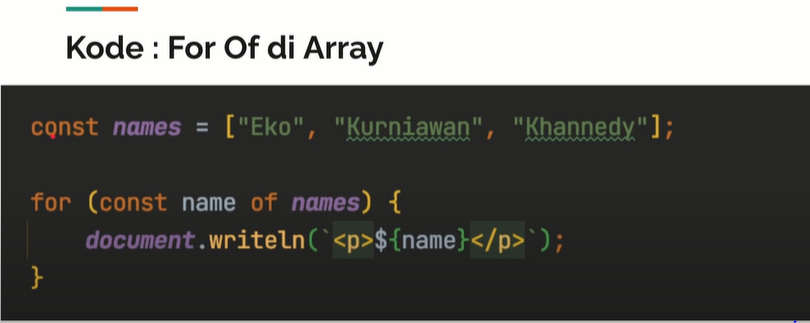 Kode : For Of di Array
const names = ["Eko", "Kurniawan", "Khannedy"];
for (const name of names) {
document.writeln(`<p>${name}</p>`);
}